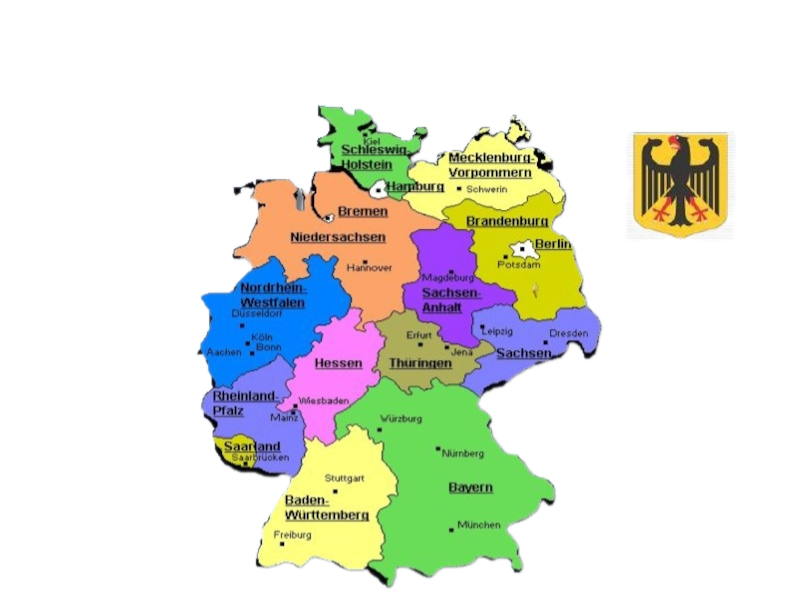 Kiel
Schleswig-
Holstein
Mecklenburg-
Vorpommern
Hamburg
Schwerin
Bremen
Brandenburg
Niedersachsen
Berlin
Hannover
Potsdam
Magdeburg
Nordrhein-
Westfalen
Sachsen-
Anhalt
Düsseldorf
Leipzig
Dresden
Köln
Erfurt
Bonn
Aachen
Jena
Sachsen
Hessen
Thüringen
Rheinland-
Pfalz
Wiesbaden
Mainz
Würzburg
Saarland
Saarbrücken
Nürnberg
Stuttgart
Bayern
Baden-
Württemberg
München
Freiburg